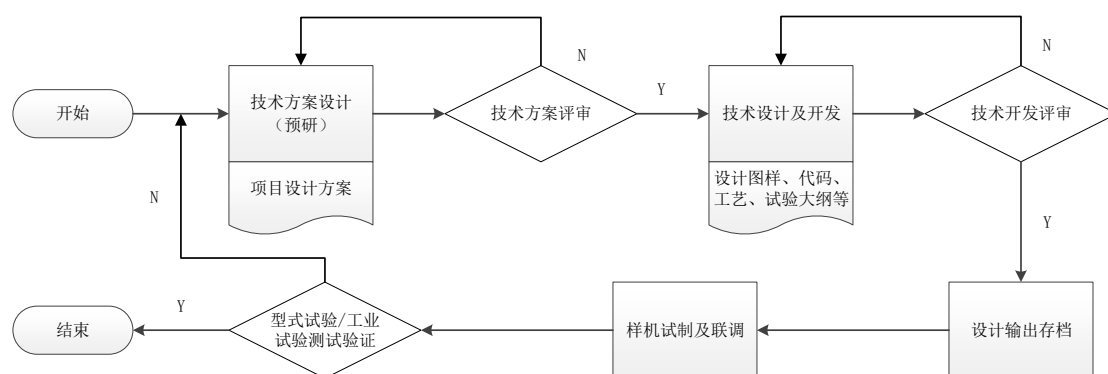 N
N
开始
技术方案设计
（预研）
技术方案评审
Y
技术设计及开发
技术开发评审
项目设计方案
设计图样、代码、
工艺、试验大纲等
N
Y
Y
结束
型式试验/工业
试验测试验证
样机试制及联调
设计输出存档